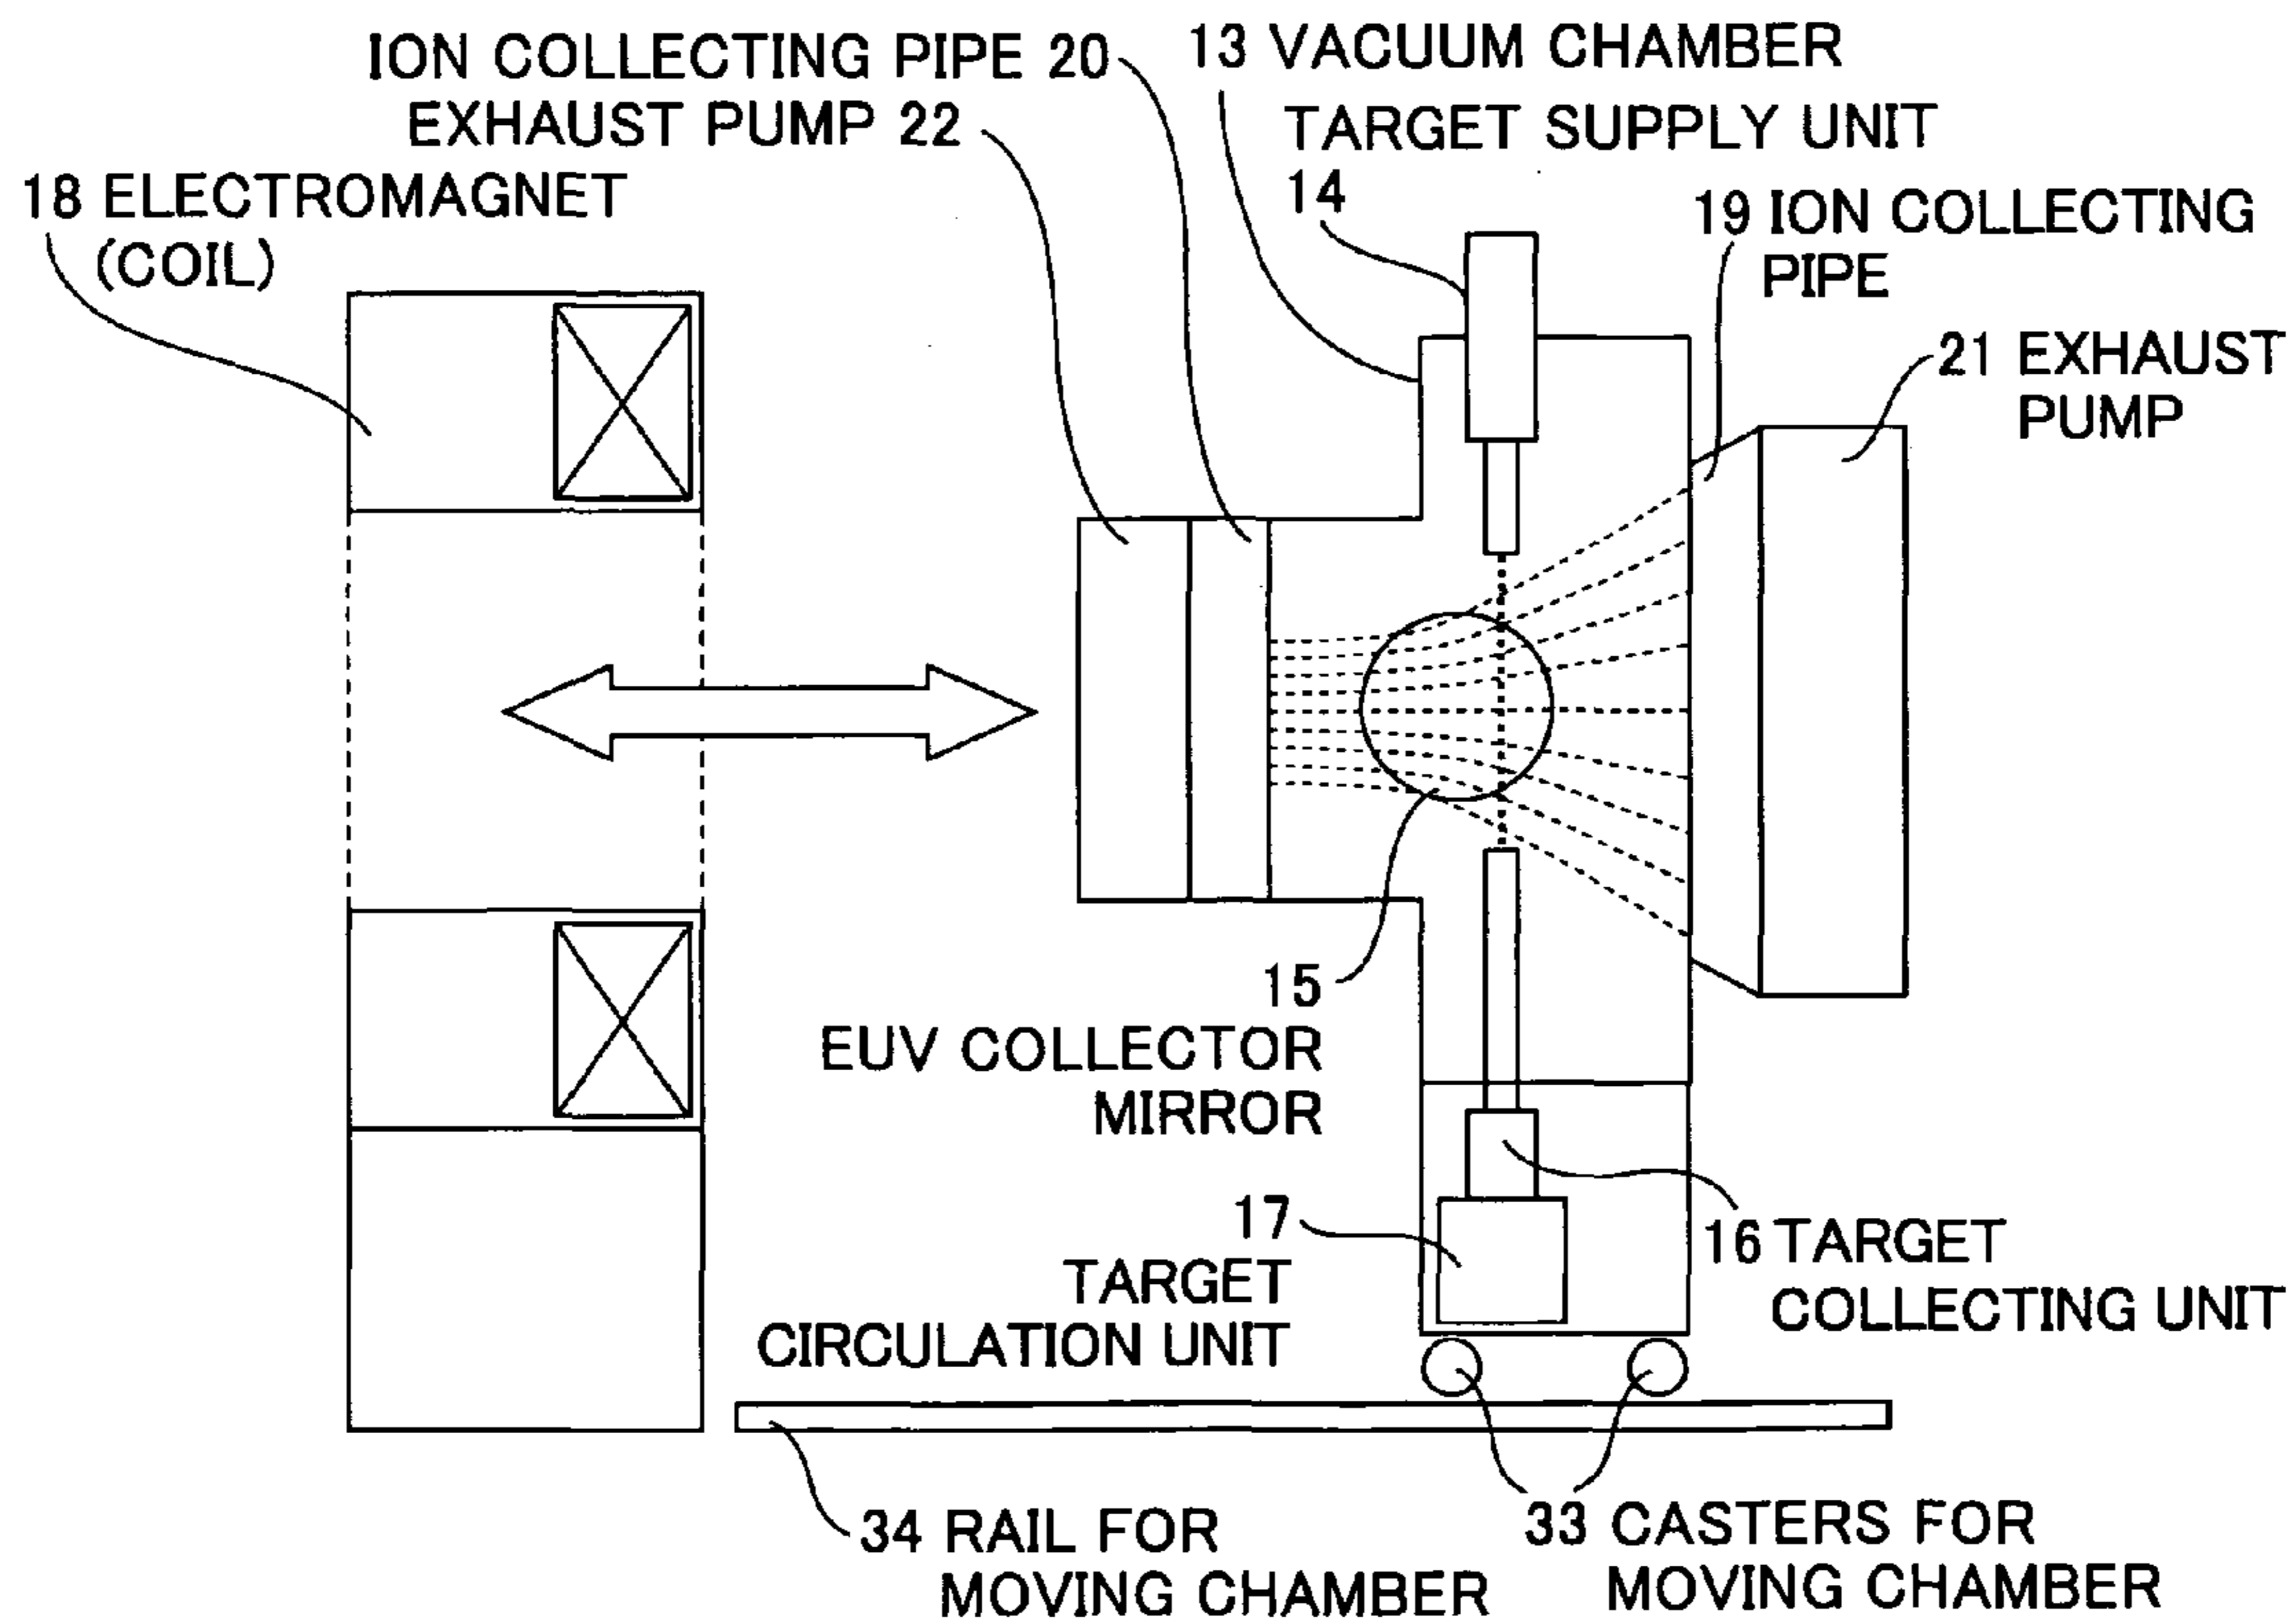 ION COLLECTING PIPE 20
EXHAUST PUMP 22
13 VACUUM CHAMBER
TARGET SUPPLY UNIT
14
18 ELECTROMAGNET
(COIL)
19 ION COLLECTING
PIPE
21 EXHAUST
PUMP
15
EUV COLLECTOR
MIRROR
17
TARGET
CIRCULATION UNIT
16 TARGET
COLLECTING UNIT
34 RAIL FOR
MOVING CHAMBER
33 CASTERS FOR
MOVING CHAMBER